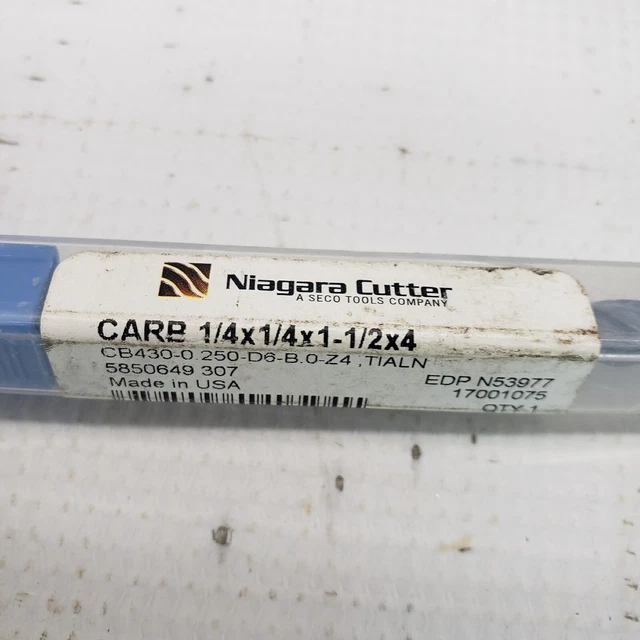 Niagara Cutter
A SECO TOOLS COMPANY
CARB 1/4x1/4x1-1/2x4
CB430-0.250-D6-B.0-Z4 ,TIALN
5850649 307
EDP N53977
Made in USA
17001075
QTY 1